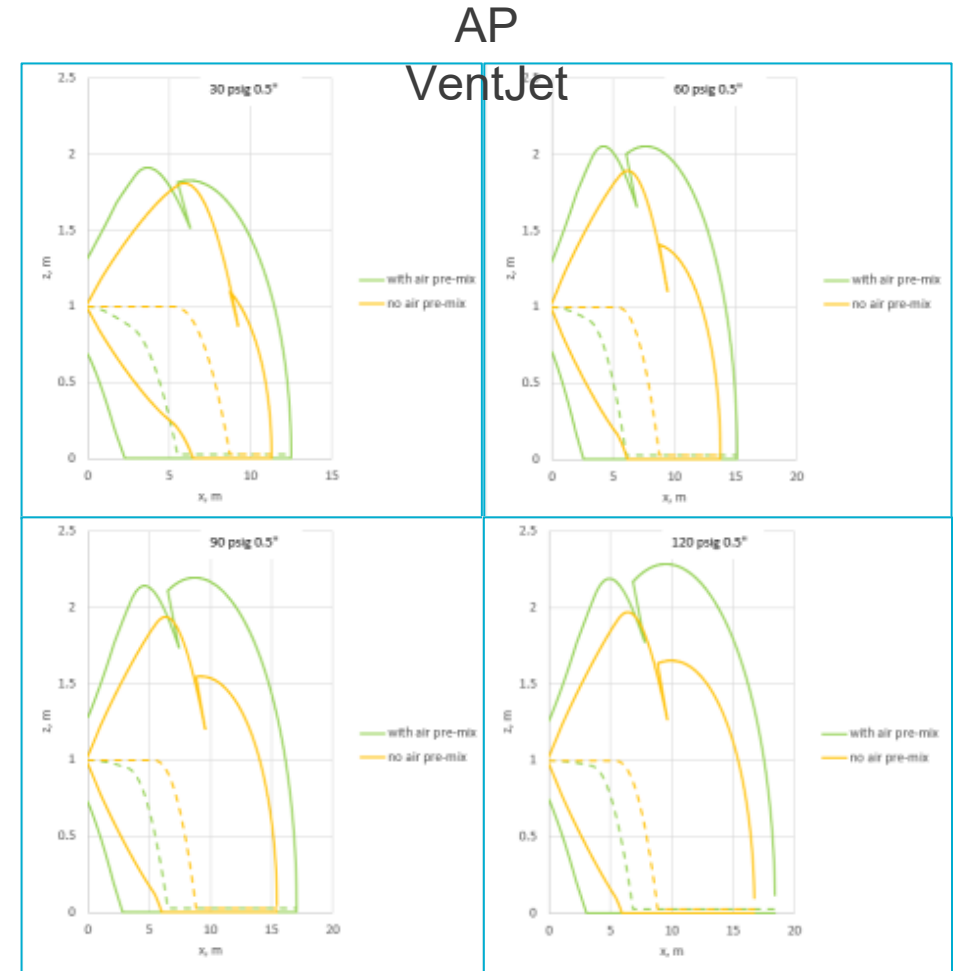 AP
VentJet
30 psig 0.5"
2.5
2
1.5
1
0.5
0
z, m
0 5 10 15
x, m
with air pre-mix
no air pre-mix
60 psig 0.5"
2.5
2
1.5
1
0.5
0
z, m
0 5 10 15 20
x, m
with air pre-mix
no air pre-mix
90 psig 0.5"
2.5
2
1.5
1
0.5
0
z, m
0 5 10 15 20
x, m
with air pre-mix
no air pre-mix
120 psig 0.5"
2.5
2
1.5
1
0.5
0
z, m
0 5 10 15 20
x, m
with air pre-mix
no air pre-mix